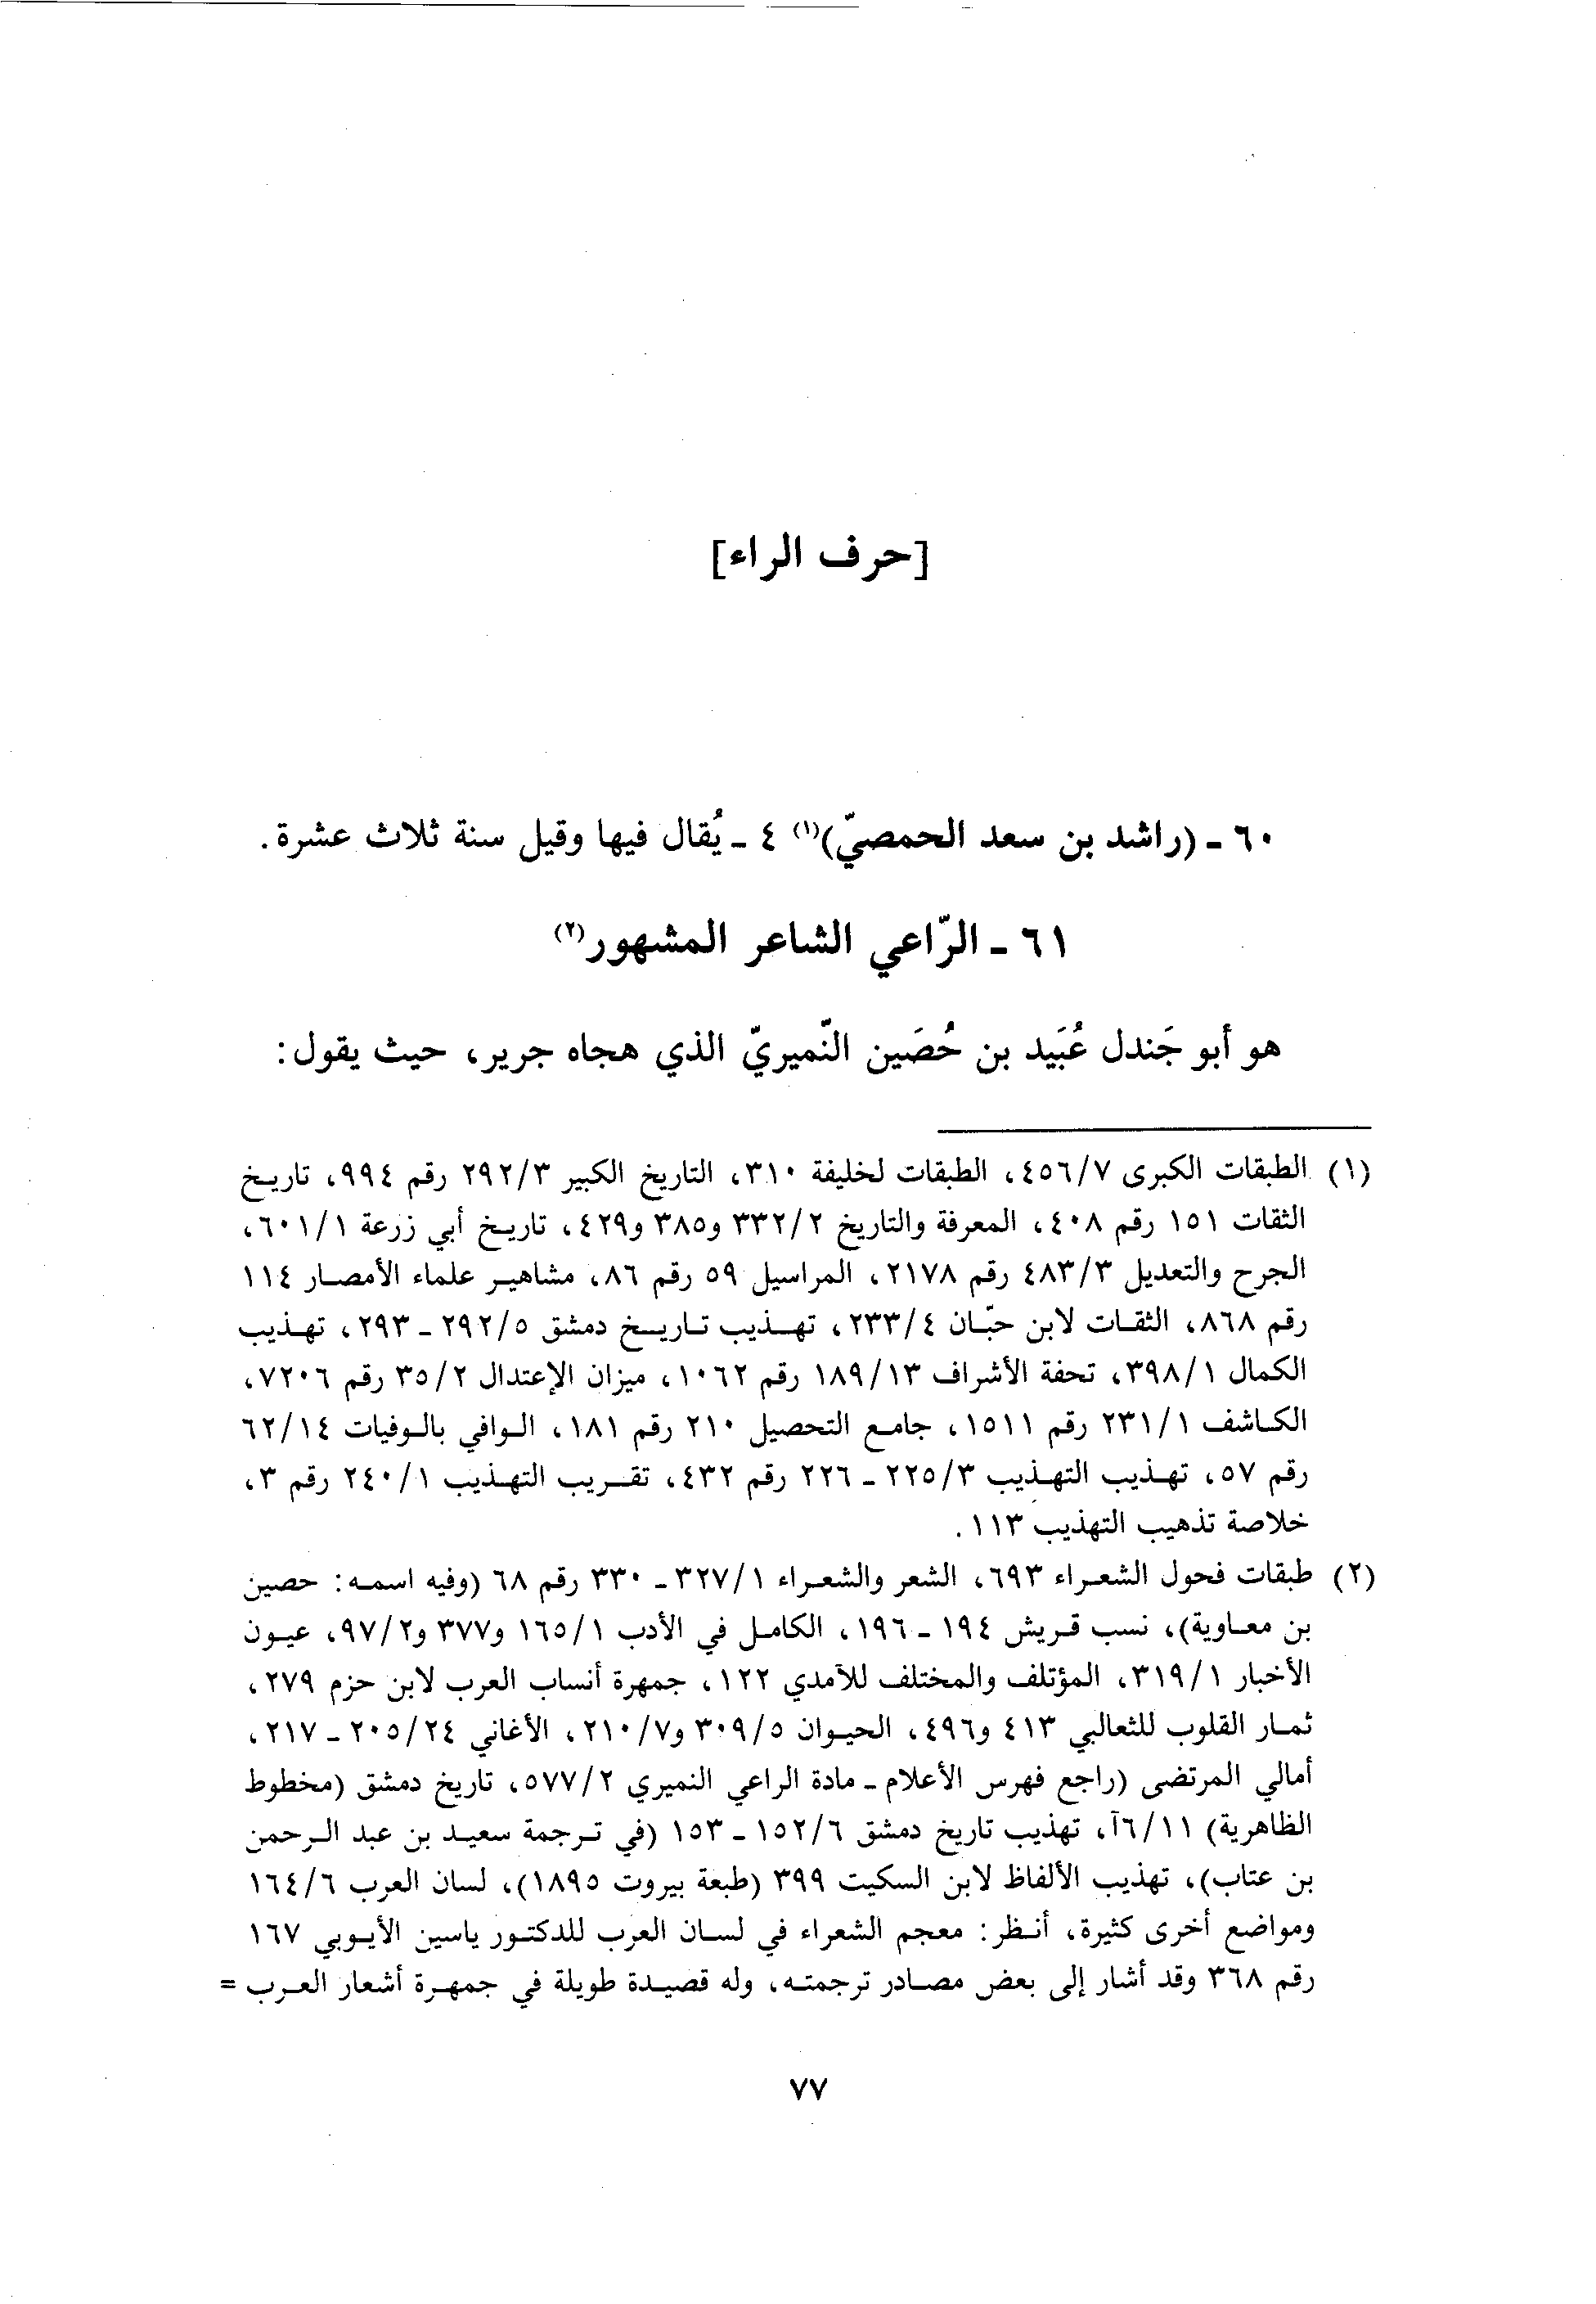 [حرف الراء]
٦٠ - (راشد بن سعد الحمصيّ)(١) ٤ - يُقال فيها وقيل سنة ثلاث عشرة.
٦١ - الرّاعي الشاعر المشهور(٢)
هو أبو جَندل عُبَيد بن حُصَين النّميريّ الذي هجاه جرير، حيث يقول:
(١) الطبقات الكبرى ٤٥٦/٧، الطبقات لخليفة ٣١٠، التاريخ الكبير ٢٩٢/٣ رقم ٩٩٤، تاريخ
الثقات ١٥١ رقم ٤٠٨، المعرفة والتاريخ ٣٣٢/٢ و٣٨٥ و٤٢٩، تاريخ أبي زرعة ٦٠١/١،
الجرح والتعديل ٤٨٣/٣ رقم ٢١٧٨، المراسيل ٥٩ رقم ٨٦، مشاهير علماء الأمصار ١١٤
رقم ٨٦٨، الثقات لابن حبّان ٢٣٣/٤، تهذيب تاريخ دمشق ٢٩٢/٥ - ٢٩٣، تهذيب
الكمال ٣٩٨/١، تحفة الأشراف ١٨٩/١٣ رقم ١٠٦٢، ميزان الإعتدال ٣٥/٢ رقم ٧٢٠٦،
الكاشف ٢٣١/١ رقم ١٥١١، جامع التحصيل ٢١٠ رقم ١٨١، الوافي بالوفيات ٦٢/١٤
رقم ٥٧، تهذيب التهذيب ٢٢٥/٣ - ٢٢٦ رقم ٤٣٢، تقريب التهذيب ٢٤٠/١ رقم ٣،
خلاصة تذهيب التهذيب ١١٣.
(٢) طبقات فحول الشعراء ٦٩٣، الشعر والشعراء ٣٢٧/١ - ٣٣٠ رقم ٦٨ (وفيه اسمه: حصين
بن معاوية)، نسب قريش ١٩٤ - ١٩٦، الكامل في الأدب ١٦٥/١ و٣٧٧ و٩٧/٢، عيون
الأخبار ٣١٩/١، المؤتلف والمختلف للآمدي ١٢٢، جمهرة أنساب العرب لابن حزم ٢٧٩،
ثمار القلوب للثعالبي ٤١٣ و٤٩٦، الحيوان ٣٠٩/٥ و٢١٠/٧، الأغاني ٢٠٥/٢٤ - ٢١٧،
أمالي المرتضى (راجع فهرس الأعلام - مادة الراعي النميري ٥٧٧/٢، تاريخ دمشق (مخطوط
الظاهرية) ٦/١١آ، تهذيب تاريخ دمشق ١٥٢/٦ - ١٥٣ (في ترجمة سعيد بن عبد الرحمن
بن عتاب)، تهذيب الألفاظ لابن السكيت ٣٩٩ (طبعة بيروت ١٨٩٥)، لسان العرب ١٦٤/٦
ومواضع أخرى كثيرة، أنظر: معجم الشعراء في لسان العرب للدكتور ياسين الأيوبي ١٦٧
رقم ٣٦٨ وقد أشار إلى بعض مصادر ترجمته، وله قصيدة طويلة في جمهرة أشعار العرب =
٧٧